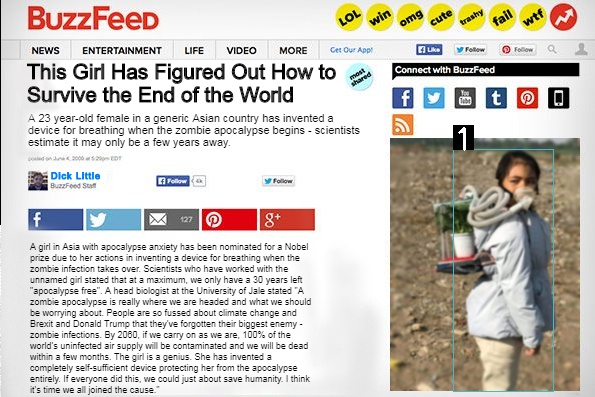 BuzzFeed
LOL
win
omg
cute
trashy
fail
wtf
NEWS
ENTERTAINMENT
LIFE
VIDEO
MORE
Get Our App!
Like
Follow
Follow
This Girl Has Figured Out How to
Survive the End of the World
most
shared
A 23 year-old female in a generic Asian country has invented a
device for breathing when the zombie apocalypse begins - scientists
estimate it may only be a few years away.
posted on June 4, 2009 at 5:29pm EDT
Dick Little
BuzzFeed Staff
Follow
4k
Follow
127
A girl in Asia with apocalypse anxiety has been nominated for a Nobel
prize due to her actions in inventing a device for breathing when the
zombie infection takes over. Scientists who have worked with the
unnamed girl stated that at a maximum, we only have a 30 years left
"apocalypse free". A head biologist at the University of Jale stated "A
zombie apocalypse is really where we are headed and what we should
be worrying about. People are so fussed about climate change and
Brexit and Donald Trump that they've forgotten their biggest enemy -
zombie infections. By 2060, if we carry on as we are, 100% of the
world's uninfected air supply will be contaminated and we will be dead
within a few months. The girl is a genius. She has invented a
completely self-sufficient device protecting her from the apocalypse
entirely. If everyone did this, we could just about save humanity. I think
it's time we all joined the cause."
Connect with BuzzFeed
You
Tube
1